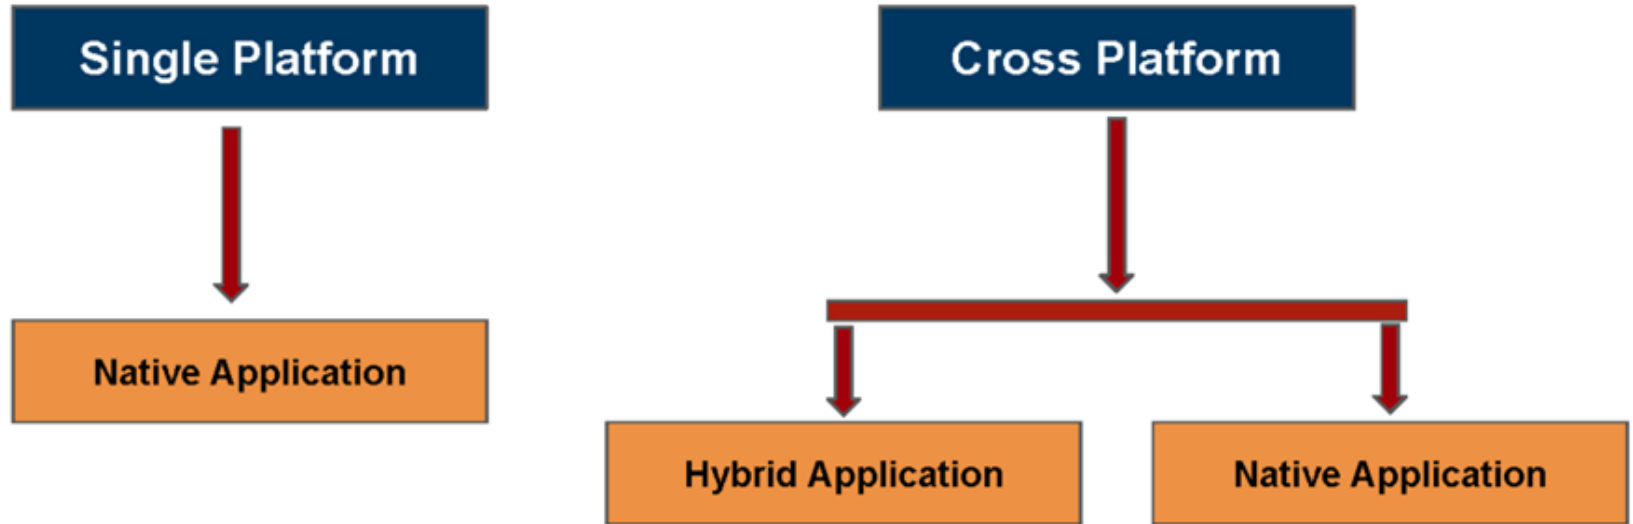 Single Platform
Cross Platform
Native Application
Hybrid Application
Native Application